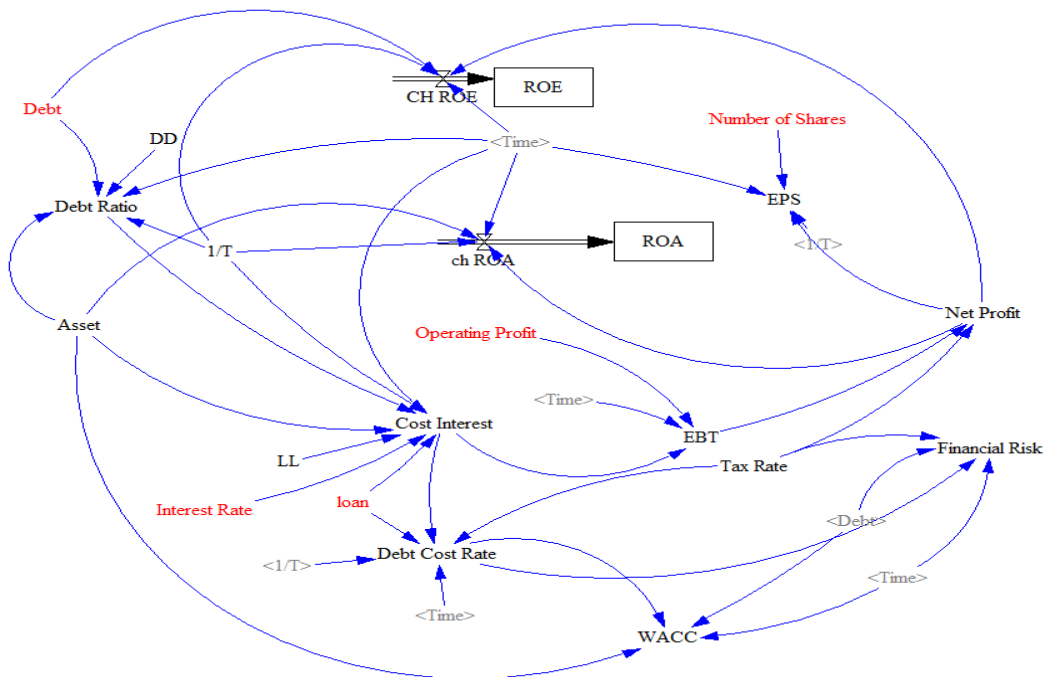 ROE
CH ROE
Debt
Number of Shares
DD
<Time>
EPS
Debt Ratio
ROA
<1/T>
1/T
ch ROA
Net Profit
Asset
Operating Profit
<Time>
Cost Interest
EBT
Financial Risk
LL
Tax Rate
Interest Rate
loan
<Debt>
Debt Cost Rate
<1/T>
<Time>
<Time>
WACC